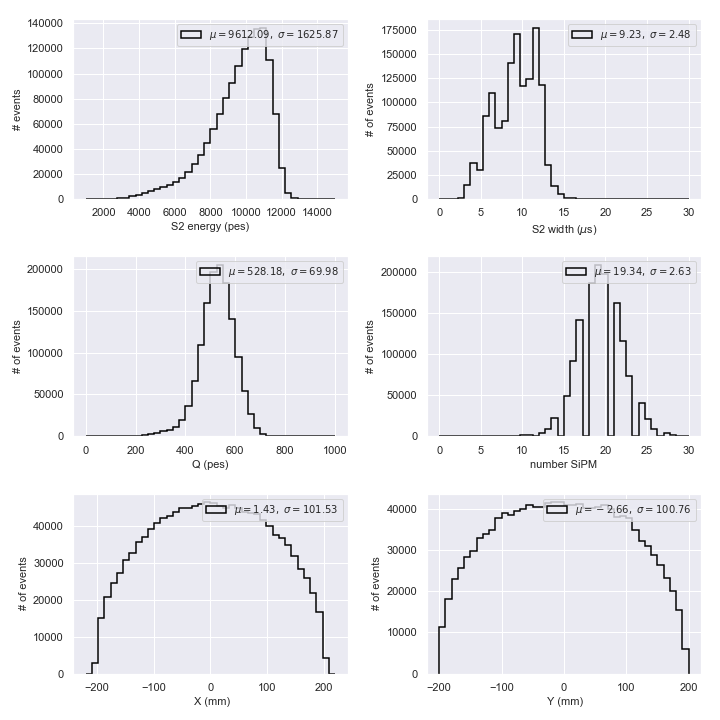 140000
120000
100000
80000
60000
40000
20000
0
# events
μ = 9612.09, σ = 1625.87
2000 4000 6000 8000 10000 12000 14000
S2 energy (pes)
175000
150000
125000
100000
75000
50000
25000
0
# of events
μ = 9.23, σ = 2.48
0 5 10 15 20 25 30
S2 width (μs)
200000
150000
100000
50000
0
# of events
μ = 528.18, σ = 69.98
0 200 400 600 800 1000
Q (pes)
200000
150000
100000
50000
0
# of events
μ = 19.34, σ = 2.63
0 5 10 15 20 25 30
number SiPM
40000
30000
20000
10000
0
# of events
μ = 1.43, σ = 101.53
−200 −100 0 100 200
X (mm)
40000
30000
20000
10000
0
# of events
μ = −2.66, σ = 100.76
−200 −100 0 100 200
Y (mm)